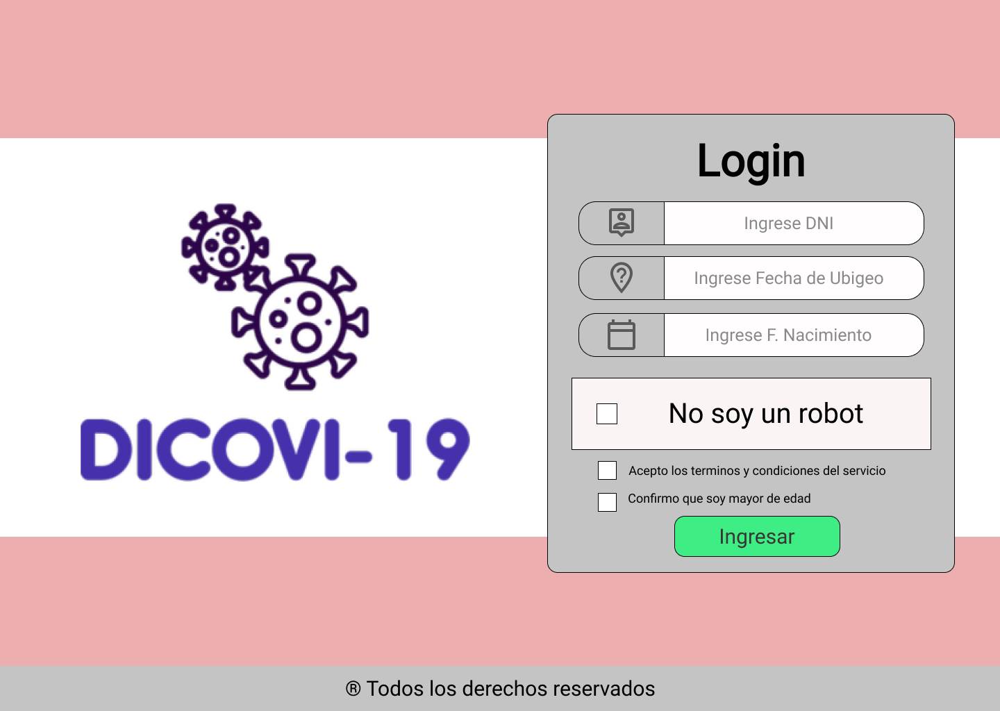 Login
Ingrese DNI
Ingrese Fecha de Ubigeo
Ingrese F. Nacimiento
DICOVI-19
No soy un robot
Acepto los terminos y condiciones del servicio
Confirmo que soy mayor de edad
Ingresar
® Todos los derechos reservados